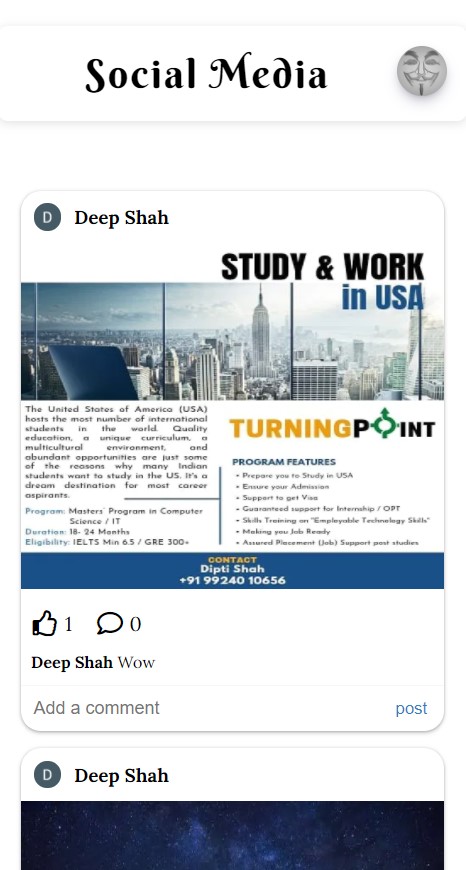 Social Media
D Deep Shah
STUDY & WORK
in USA
The United States of America (USA)
hosts the most number of international
students in the world. Quality
education, a unique curriculum, a
multicultural environment, and
abundant opportunities are just some
of the reasons why many Indian
students want to study in the US. It's a
dream destination for most career
aspirants.
Program: Masters' Program in Computer
Science / IT
Duration: 18- 24 Months
Eligibility: IELTS Min 6.5 / GRE 300+
TURNINGPOINT
PROGRAM FEATURES
• Prepare you to Study in USA
• Ensure your Admission
• Support to get Visa
• Guaranteed support for Internship / OPT
• Skills Training on "Employable Technology Skills"
• Making you Job Ready
• Assured Placement (Job) Support post studies
CONTACT
Dipti Shah
+91 99240 10656
1 0
Deep Shah Wow
Add a comment post
D Deep Shah